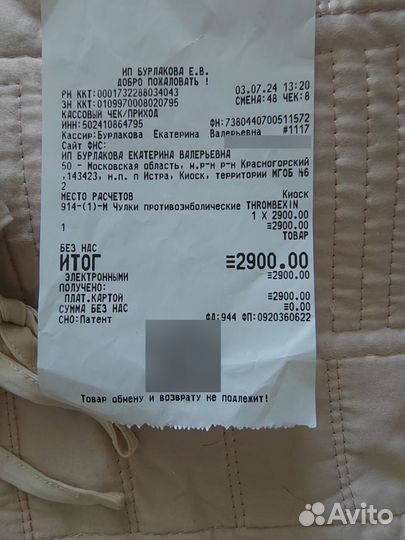 ИП БУРЛАКОВА Е.В.
ДОБРО ПОЖАЛОВАТЬ !
РН ККТ:0001732288034043 03.07.24 13:20
ЗН ККТ:0109970008020795 СМЕНА:48 ЧЕК:8
КАССОВЫЙ ЧЕК/ПРИХОД
ИНН:502410864795 ФН:7380440700511572
Кассир:Бурлакова Екатерина Валерьевна #1117
Сайт ФНС:
ИП БУРЛАКОВА ЕКАТЕРИНА ВАЛЕРЬЕВНА
50 - Московская область, м.р-н р-н Красногорский
,143423, н.п. п Истра, Киоск, территории МГОБ №6
2
МЕСТО РАСЧЕТОВ Киоск
914-(1)-М Чулки противоэмболические THROMBEXIN
1 X 2900.00
1 =2900.00
ТОВАР
БЕЗ НДС
ИТОГ =2900.00
ЭЛЕКТРОННЫМИ =2900.00
ПОЛУЧЕНО:
ПЛАТ.КАРТОЙ =2900.00
СУММА БЕЗ НДС =0.00
СНО:Патент ФД:944 ФП:0920360622
Товар обмену и возврату не подлежит!
Avito